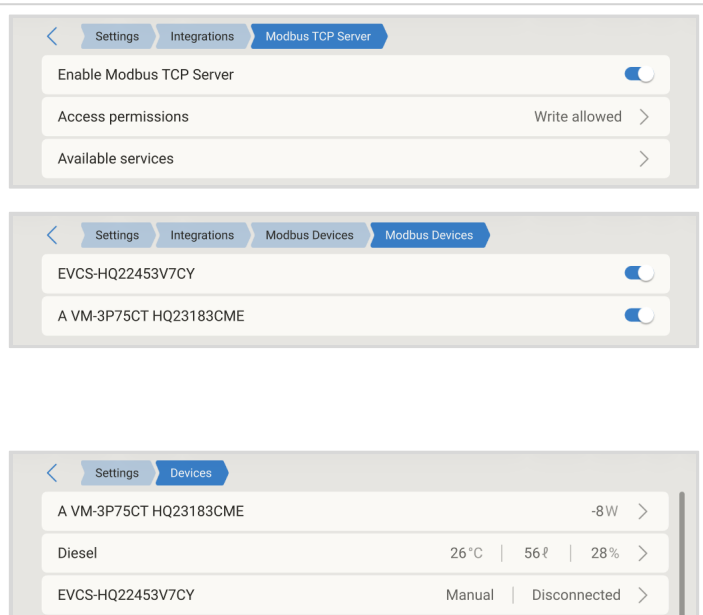 Settings Integrations Modbus TCP Server
Enable Modbus TCP Server
Access permissions Write allowed
Available services
Settings Integrations Modbus Devices Modbus Devices
EVCS-HQ22453V7CY
A VM-3P75CT HQ23183CME
Settings Devices
A VM-3P75CT HQ23183CME -8W
Diesel 26°C 56ℓ 28%
EVCS-HQ22453V7CY Manual Disconnected